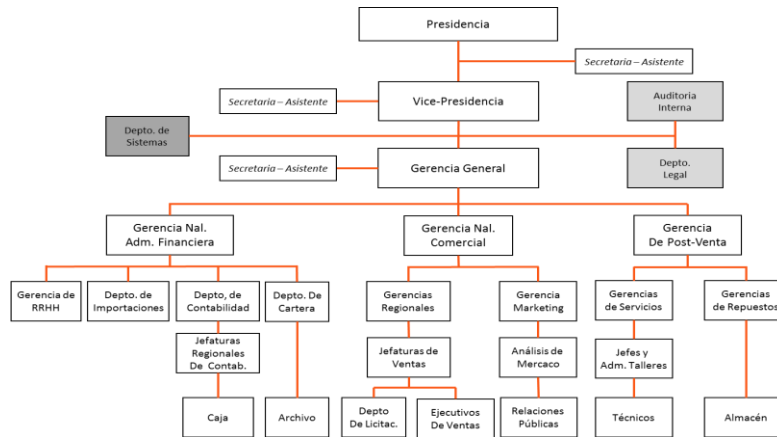 Presidencia
Secretaria – Asistente
Secretaria – Asistente
Vice-Presidencia
Auditoria
Interna
Depto. de
Sistemas
Secretaria – Asistente
Gerencia General
Depto.
Legal
Gerencia Nal.
Adm. Financiera
Gerencia Nal.
Comercial
Gerencia
De Post-Venta
Gerencia de
RRHH
Depto. de
Importaciones
Depto, de
Contabilidad
Depto. De
Cartera
Gerencias
Regionales
Gerencia
Marketing
Gerencias
de Servicios
Gerencias
de Repuestos
Jefaturas
Regionales
De Contab.
Jefaturas de
Ventas
Análisis de
Mercaco
Jefes y
Adm. Talleres
Caja
Archivo
Depto
De Licitac.
Ejecutivos
De Ventas
Relaciones
Públicas
Técnicos
Almacén